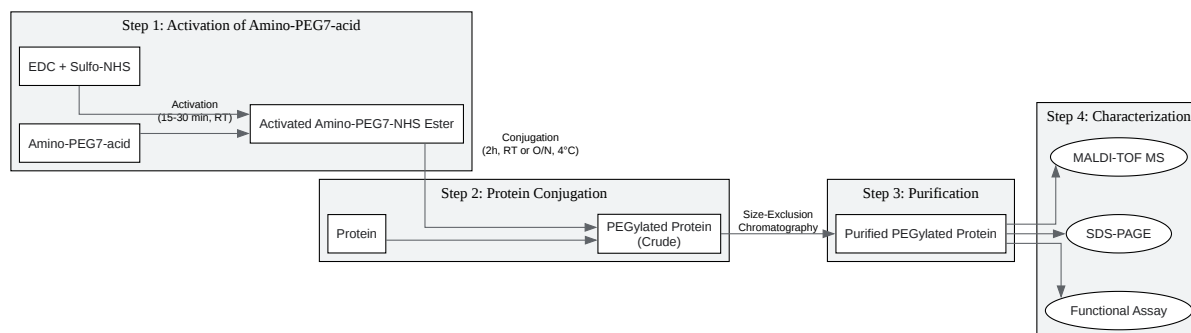 Step 1: Activation of Amino-PEG7-acid
EDC + Sulfo-NHS
Activation
(15-30 min, RT)
Amino-PEG7-acid
Activated Amino-PEG7-NHS Ester
Conjugation
(2h, RT or O/N, 4°C)
Step 2: Protein Conjugation
Protein
PEGylated Protein
(Crude)
Size-Exclusion
Chromatography
Step 3: Purification
Purified PEGylated Protein
Step 4: Characterization
MALDI-TOF MS
SDS-PAGE
Functional Assay